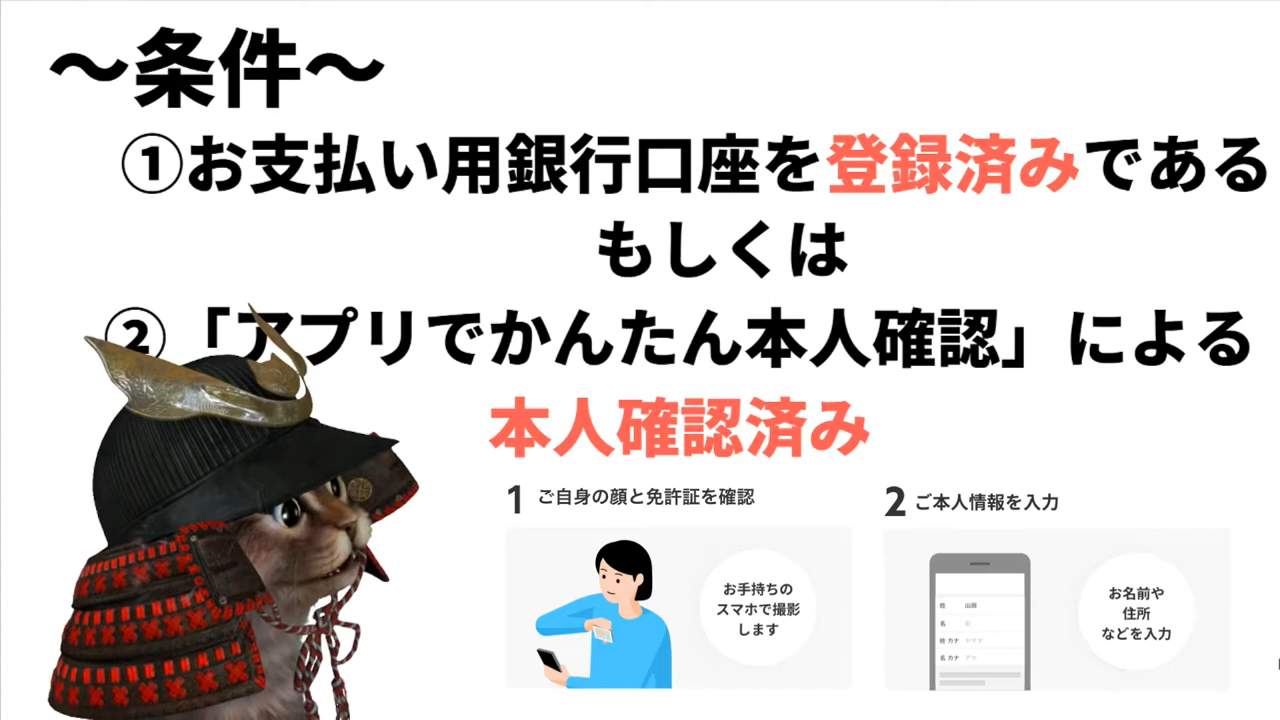 ～条件～
①お支払い用銀行口座を登録済みである
もしくは
②「アプリでかんたん本人確認」による
本人確認済み
1 ご自身の顔と免許証を確認
お手持ちの
スマホで撮影
します
2 ご本人情報を入力
姓 山田
名
姓 カナ ヤマダ
名 カナ アヤ
お名前や
住所
などを入力